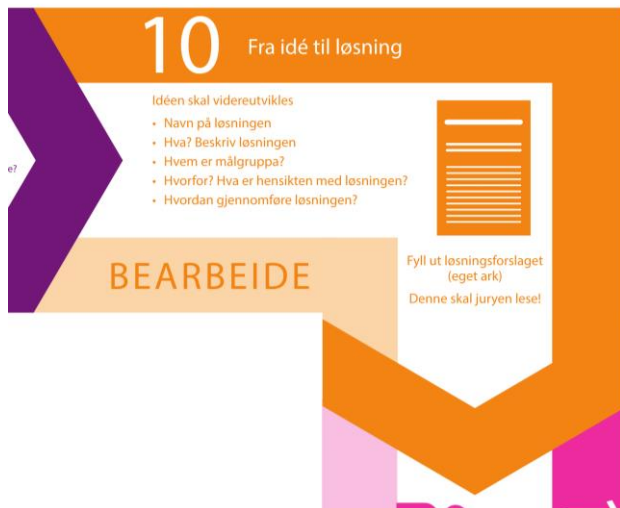 10 Fra idé til løsning
Idéen skal videreutvikles
• Navn på løsningen
• Hva? Beskriv løsningen
• Hvem er målgruppa?
• Hvorfor? Hva er hensikten med løsningen?
• Hvordan gjennomføre løsningen?
Fyll ut løsningsforslaget
(eget ark)
Denne skal juryen lese!
BEARBEIDE